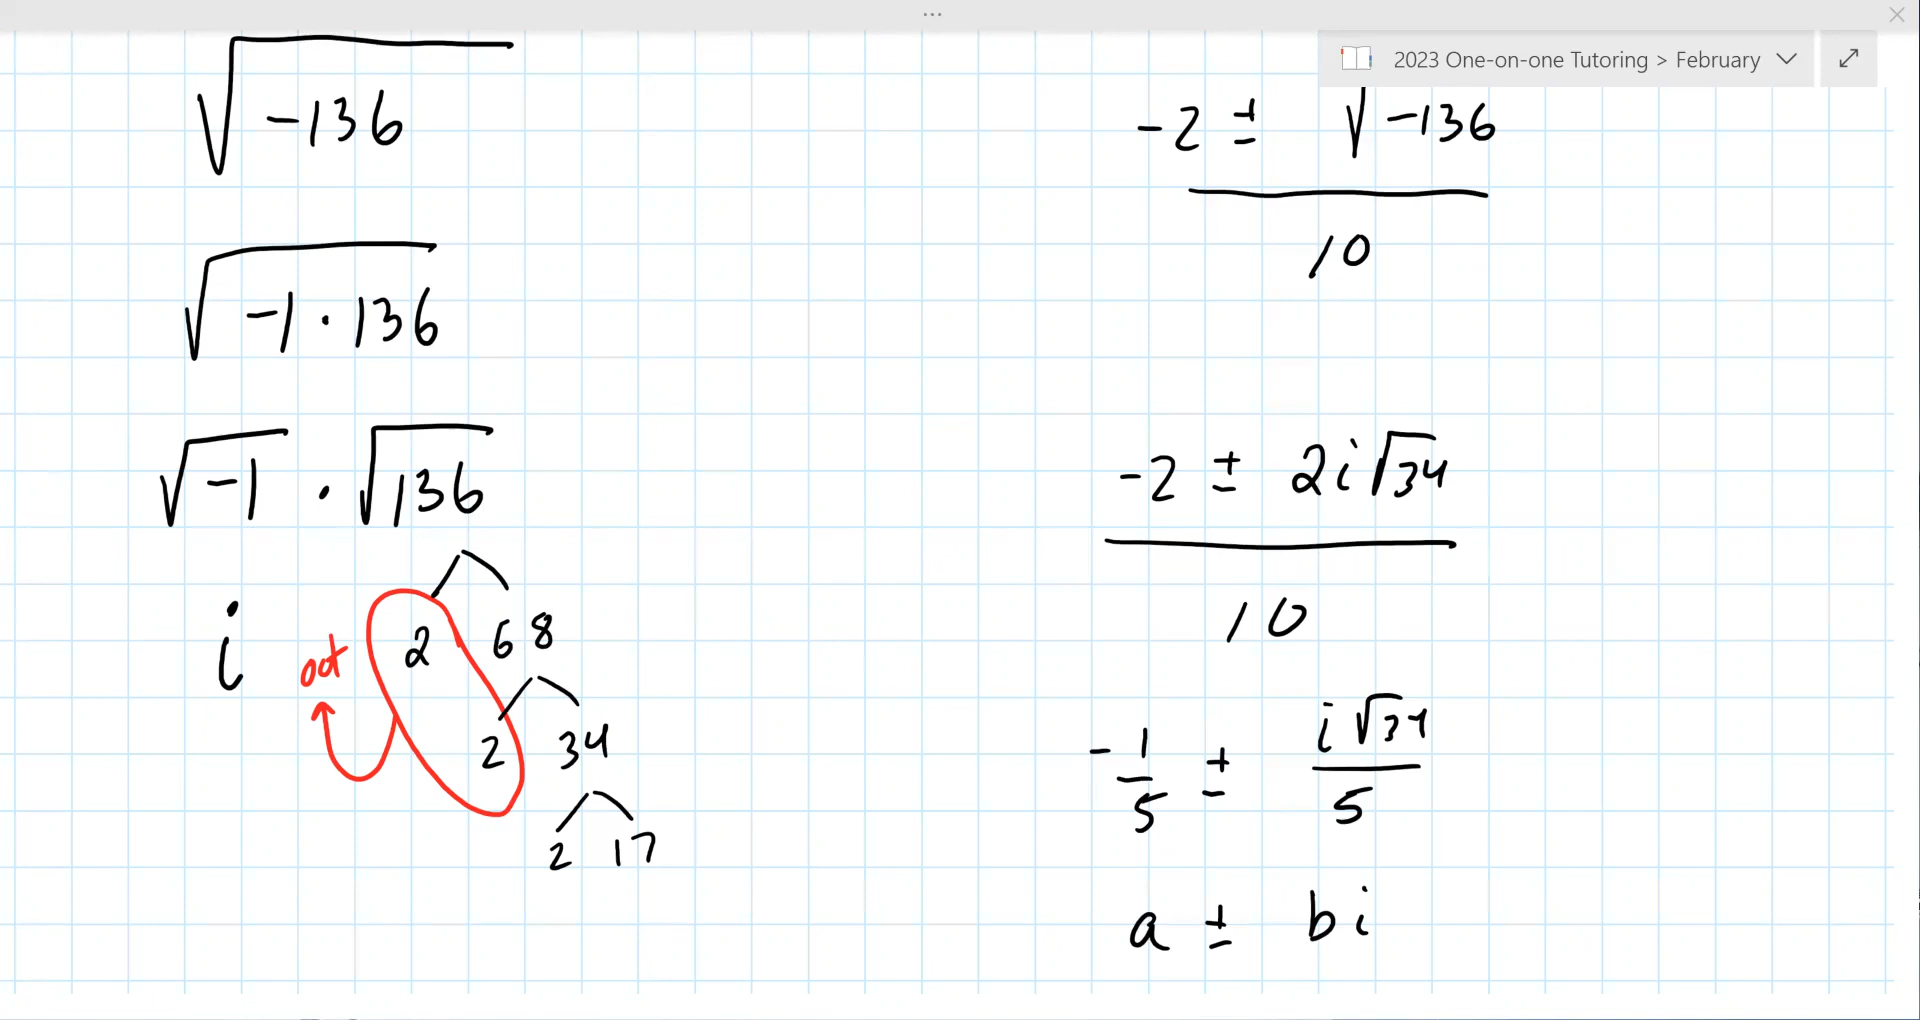 ...
2023 One-on-one Tutoring > February
√-136
√-1 · 136
√-1 · √136
i
out
2 68
2 34
2 17
-2 ± √-136
10
-2 ± 2i√34
10
-1/5 ± i√34/5
a ± bi